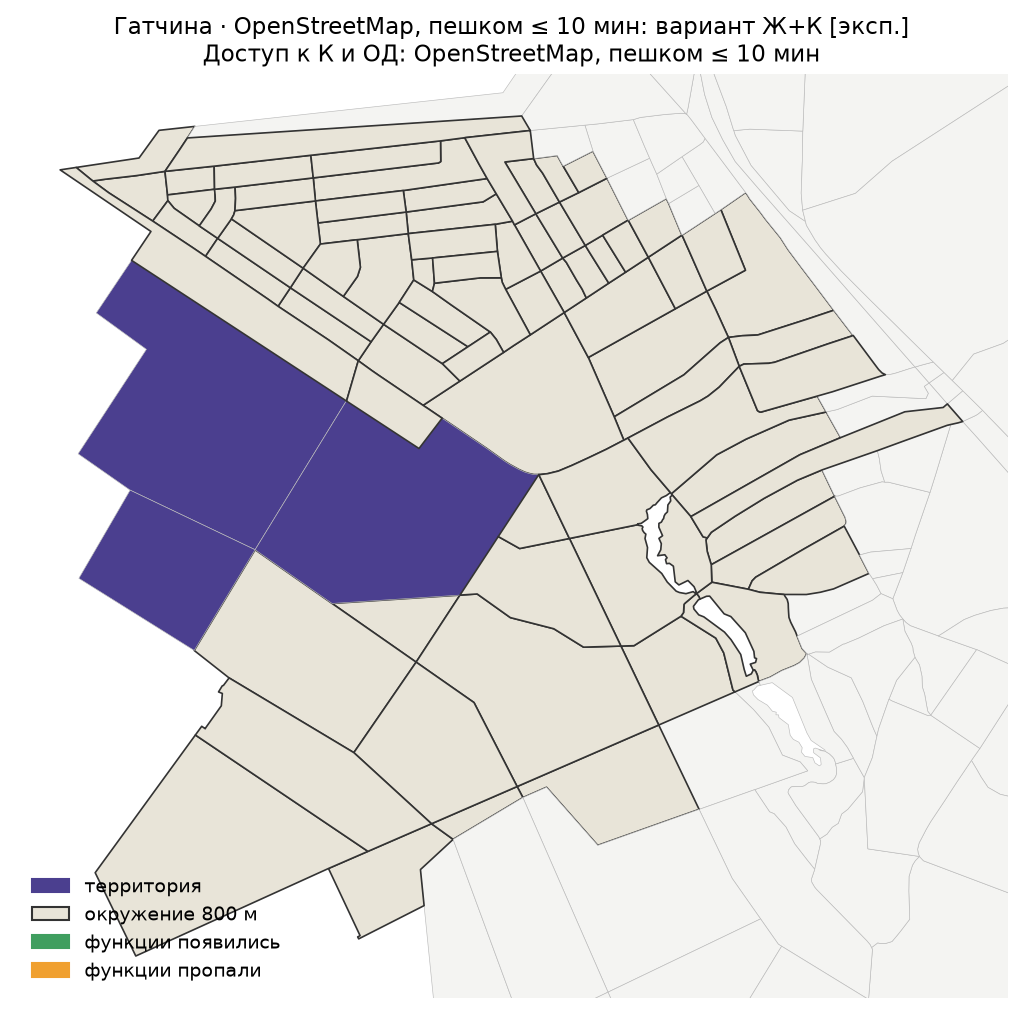 Гатчина · OpenStreetMap, пешком ≤ 10 мин: вариант Ж+К [эксп.]
Доступ к К и ОД: OpenStreetMap, пешком ≤ 10 мин
территория
окружение 800 м
функции появились
функции пропали